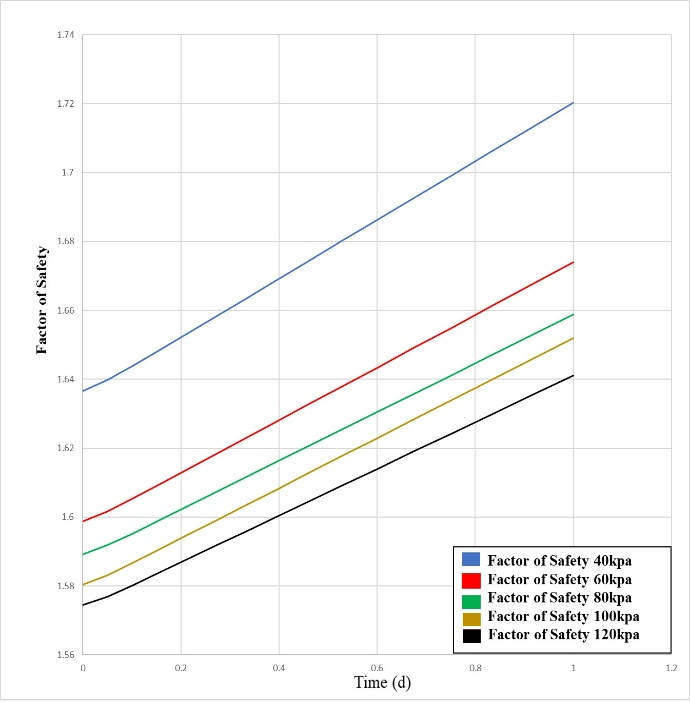 1.74
1.72
1.7
1.68
1.66
1.64
1.62
1.6
1.58
1.56
Factor of Safety
0
0.2
0.4
0.6
0.8
1
1.2
Time (d)
Factor of Safety 40kpa
Factor of Safety 60kpa
Factor of Safety 80kpa
Factor of Safety 100kpa
Factor of Safety 120kpa